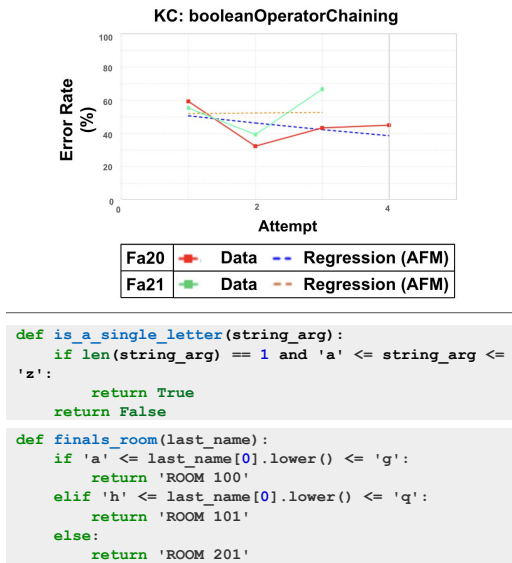 KC: booleanOperatorChaining
100
80
60
40
20
0
0
2
4
Error Rate
(%)
Attempt
Fa20 Data Regression (AFM)
Fa21 Data Regression (AFM)
def is_a_single_letter(string_arg):
    if len(string_arg) == 1 and 'a' <= string_arg <=
'z':
        return True
    return False
def finals_room(last_name):
    if 'a' <= last_name[0].lower() <= 'g':
        return 'ROOM 100'
    elif 'h' <= last_name[0].lower() <= 'q':
        return 'ROOM 101'
    else:
        return 'ROOM 201'